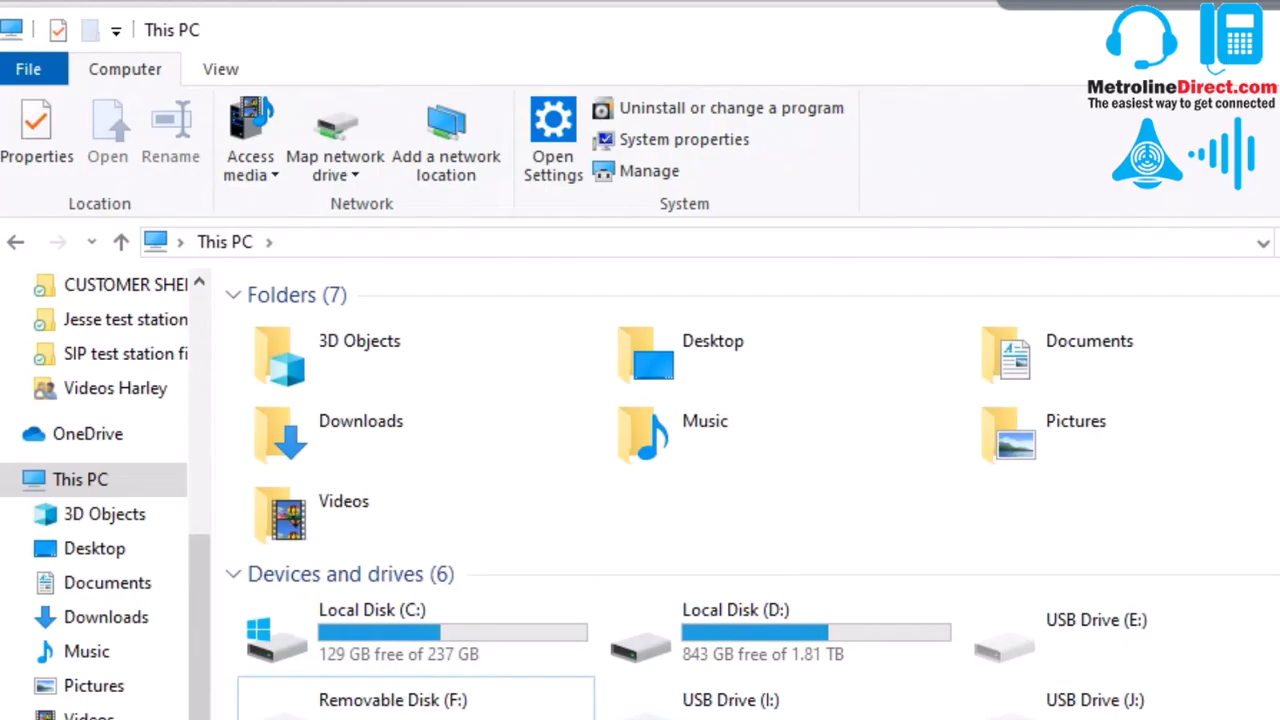 This PC
File Computer View
MetrolineDirect.com
The easiest way to get connected
Properties Open Rename
Access media
Map network drive
Add a network location
Open Settings
Uninstall or change a program
System properties
Manage
Location Network System
This PC
CUSTOMER SHE
Jesse test station
SIP test station fi
Videos Harley
OneDrive
This PC
3D Objects
Desktop
Documents
Downloads
Music
Pictures
Videos
Folders (7)
3D Objects Desktop Documents
Downloads Music Pictures
Videos
Devices and drives (6)
Local Disk (C:)
129 GB free of 237 GB
Local Disk (D:)
843 GB free of 1.81 TB
USB Drive (E:)
Removable Disk (F:)
USB Drive (I:)
USB Drive (J:)